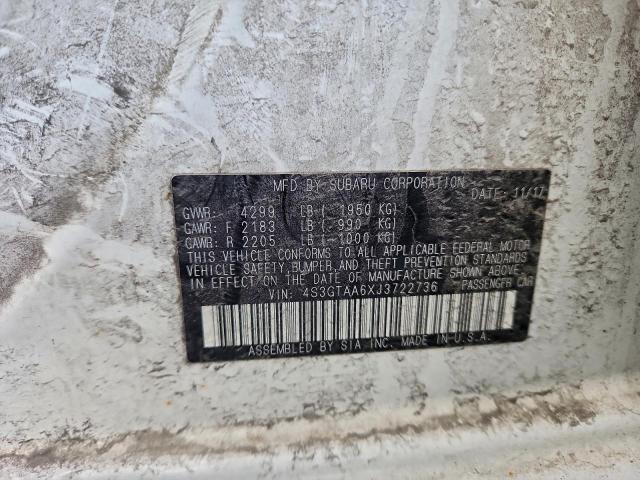 MFD BY SUBARU CORPORATION DATE: 11/17
GVWR: 4299 LB ( 1950 KG)
GAWR: F 2183 LB ( 990 KG)
GAWR: R 2205 LB ( 1000 KG)
THIS VEHICLE CONFORMS TO ALL APPLICABLE FEDERAL MOTOR
VEHICLE SAFETY, BUMPER, AND THEFT PREVENTION STANDARDS
IN EFFECT ON THE DATE OF MANUFACTURE SHOWN ABOVE.
VIN: 4S3GTAA6XJ3722736 PASSENGER CAR
ASSEMBLED BY SIA INC. MADE IN U.S.A.